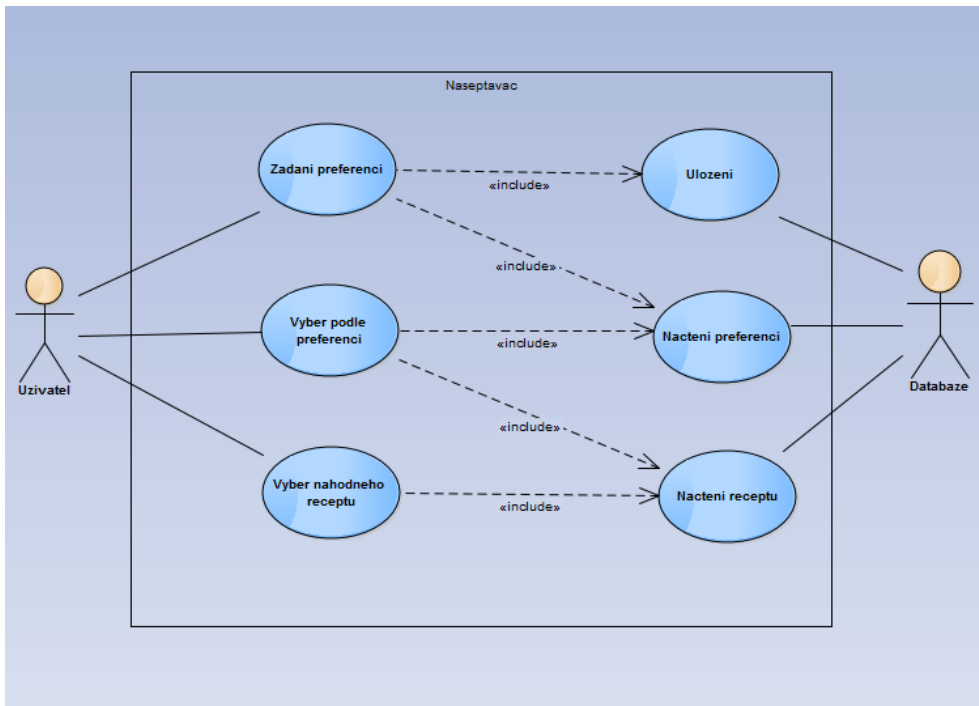 Naseptavac
Zadani preferenci
«include»
Ulozeni
«include»
Uzivatel
Vyber podle
preferenci
«include»
Nacteni preferenci
Databaze
«include»
Vyber nahodneho
receptu
«include»
Nacteni receptu